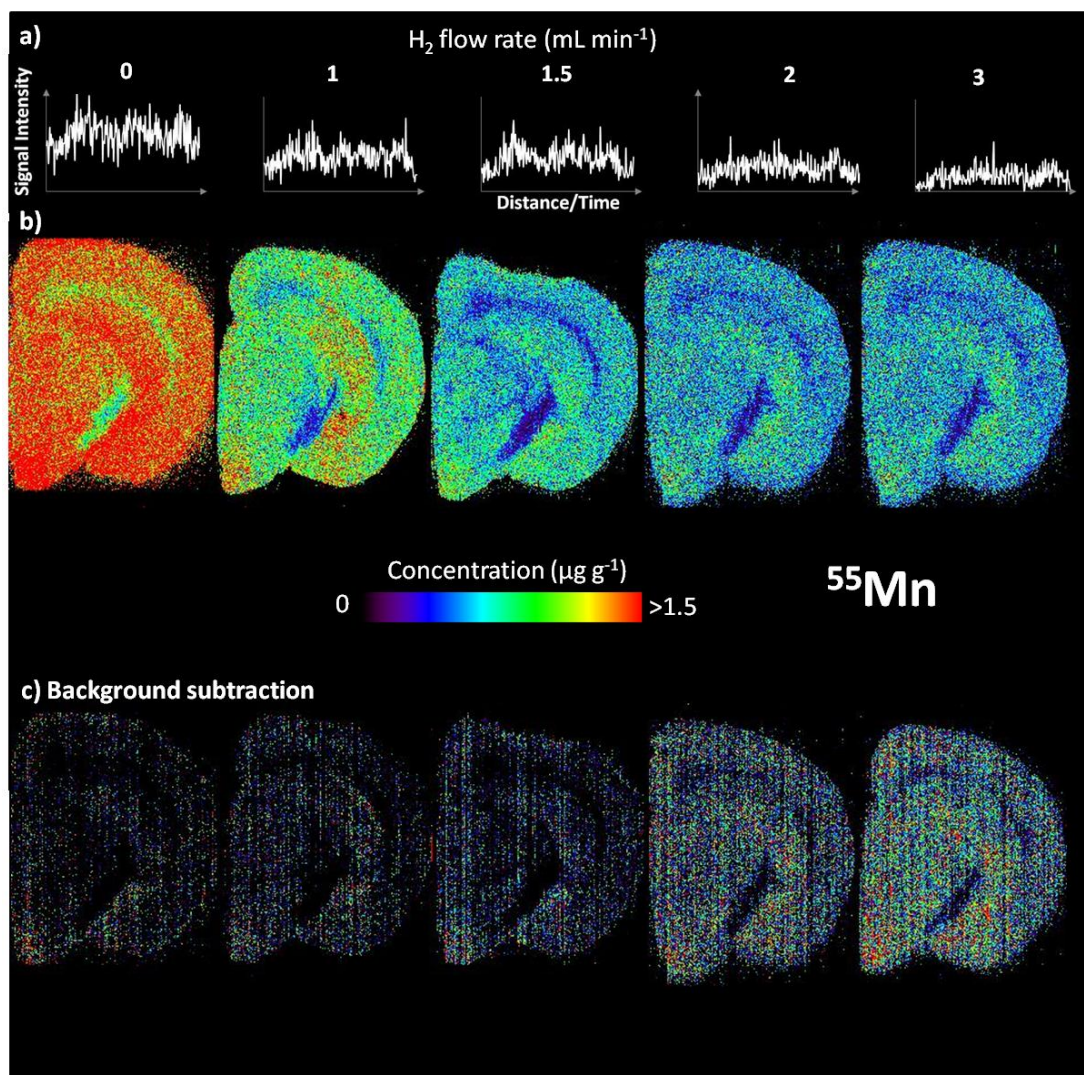 a)
H₂ flow rate (mL min⁻¹)
0 1 1.5 2 3
Signal Intensity
Distance/Time
b)
Concentration (µg g⁻¹)
0 >1.5
⁵⁵Mn
c) Background subtraction